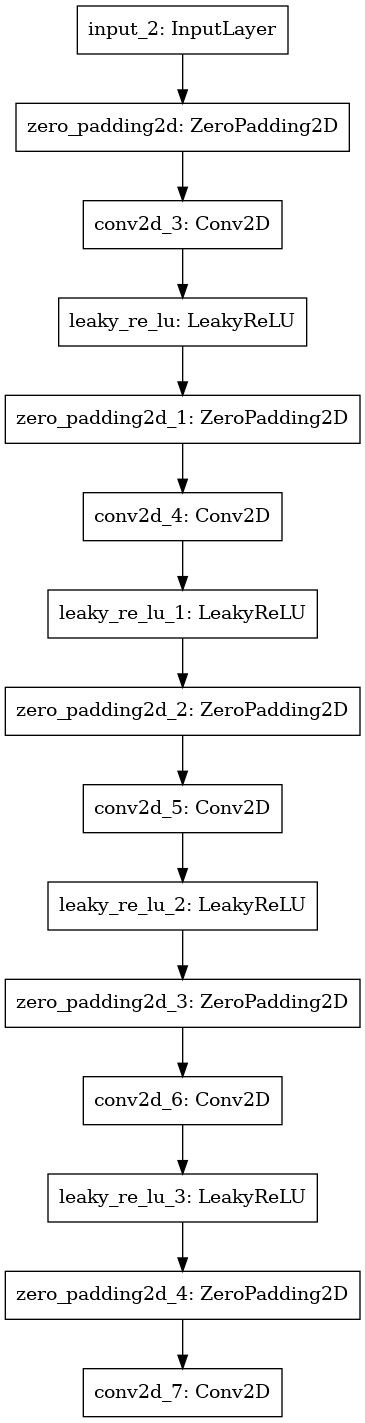 input_2: InputLayer
zero_padding2d: ZeroPadding2D
conv2d_3: Conv2D
leaky_re_lu: LeakyReLU
zero_padding2d_1: ZeroPadding2D
conv2d_4: Conv2D
leaky_re_lu_1: LeakyReLU
zero_padding2d_2: ZeroPadding2D
conv2d_5: Conv2D
leaky_re_lu_2: LeakyReLU
zero_padding2d_3: ZeroPadding2D
conv2d_6: Conv2D
leaky_re_lu_3: LeakyReLU
zero_padding2d_4: ZeroPadding2D
conv2d_7: Conv2D